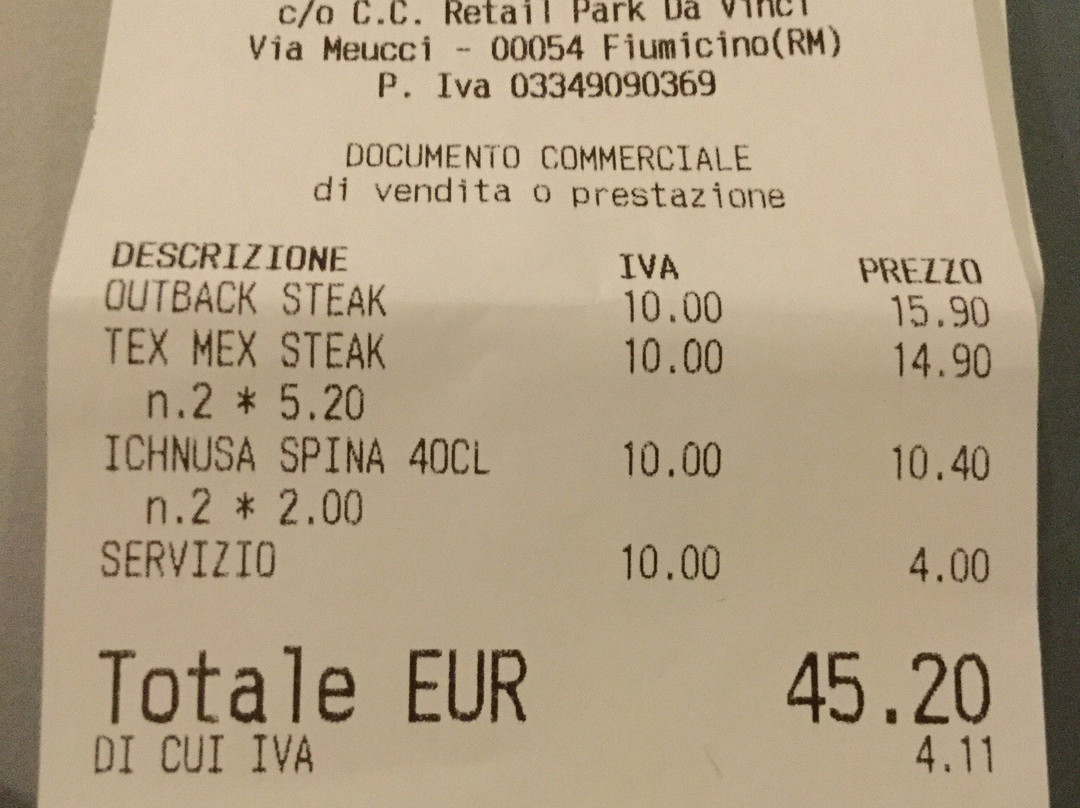 c/o C.C. Retail Park Da Vinci
Via Meucci - 00054 Fiumicino(RM)
P. Iva 03349090369
DOCUMENTO COMMERCIALE
di vendita o prestazione
DESCRIZIONE IVA PREZZO
OUTBACK STEAK 10.00 15.90
TEX MEX STEAK 10.00 14.90
n.2 * 5.20
ICHNUSA SPINA 40CL 10.00 10.40
n.2 * 2.00
SERVIZIO 10.00 4.00
Totale EUR 45.20
DI CUI IVA 4.11